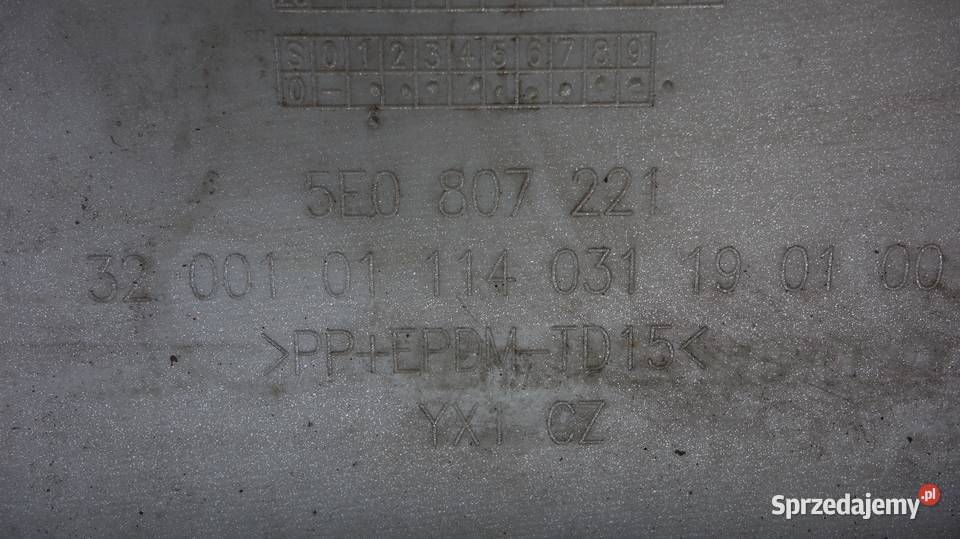 S 0 1 2 3 4 5 6 7 8 9
0 -
5E0 807 221
32 001 01 114 031 19 01 00
>PP+EPDM-TD15<
YX1 CZ
Sprzedajemy.pl